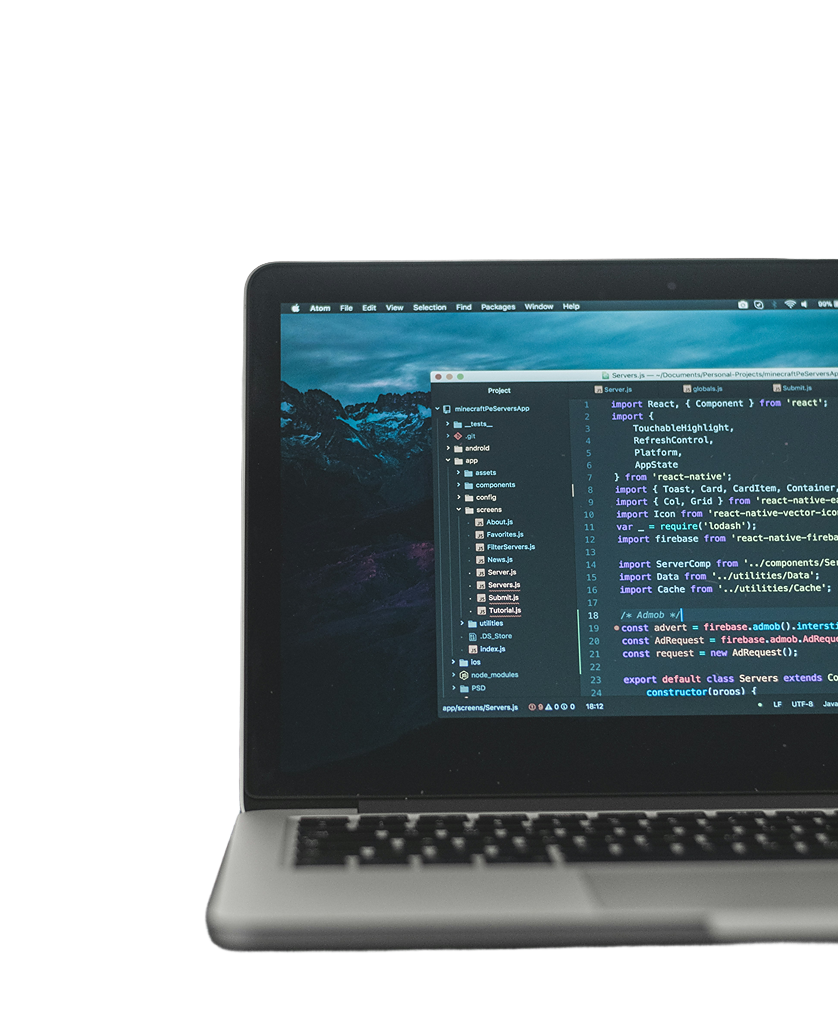 Atom File Edit View Selection Find Packages Window Help 99%
Servers.js — ~/Documents/Personal-Projects/minecraftPeServersAp
Project
Server.js globals.js Submit.js
minecraftPeServersApp
__tests__
.git
android
app
assets
components
config
screens
About.js
Favorites.js
FilterServers.js
News.js
Server.js
Servers.js
Submit.js
Tutorial.js
utilities
.DS_Store
index.js
ios
node_modules
PSD
1 import React, { Component } from 'react';
2 import {
3 TouchableHighlight,
4 RefreshControl,
5 Platform,
6 AppState
7 } from 'react-native';
8 import { Toast, Card, CardItem, Container,
9 import { Col, Grid } from 'react-native-ea
10 import Icon from 'react-native-vector-ico
11 var _ = require('lodash');
12 import firebase from 'react-native-fireba
13
14 import ServerComp from '../components/Ser
15 import Data from '../utilities/Data';
16 import Cache from '../utilities/Cache';
17
18 /* Admob */
19 const advert = firebase.admob().intersti
20 const AdRequest = firebase.admob.AdReque
21 const request = new AdRequest();
22
23 export default class Servers extends Co
24 constructor(props) {
app/screens/Servers.js 9 0 0 18:12 LF UTF-8 Java